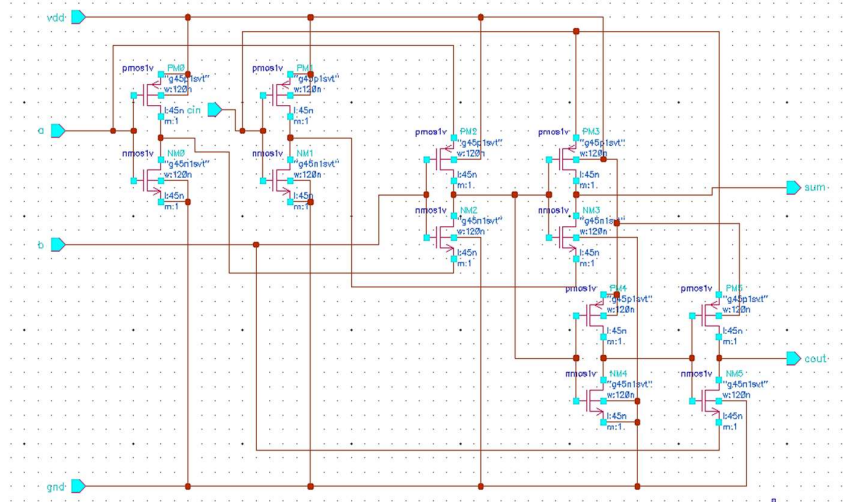 vdd
pmos1v PM0
"g45p1svt"
w:120n
l:45n
m:1
pmos1v
"g45p1svt"
w:120n
l:45n
m:1
cin
a
nmos1v NM0
"g45n1svt"
w:120n
l:45n
m:1
nmos1v NM1
"g45n1svt"
w:120n
l:45n
m:1
pmos1v PM2
"g45p1svt"
w:120n
l:45n
m:1
pmos1v PM3
"g45p1svt"
w:120n
l:45n
m:1
sum
nmos1v NM2
"g45n1svt"
w:120n
l:45n
m:1
nmos1v NM3
"g45n1svt"
w:120n
l:45n
m:1
b
pmos1v PM4
"g45p1svt"
w:120n
l:45n
m:1
pmos1v
"g45p1svt"
w:120n
l:45n
m:1
cout
nmos1v NM4
"g45n1svt"
w:120n
l:45n
m:1
nmos1v NM5
"g45n1svt"
w:120n
l:45n
m:1
gnd